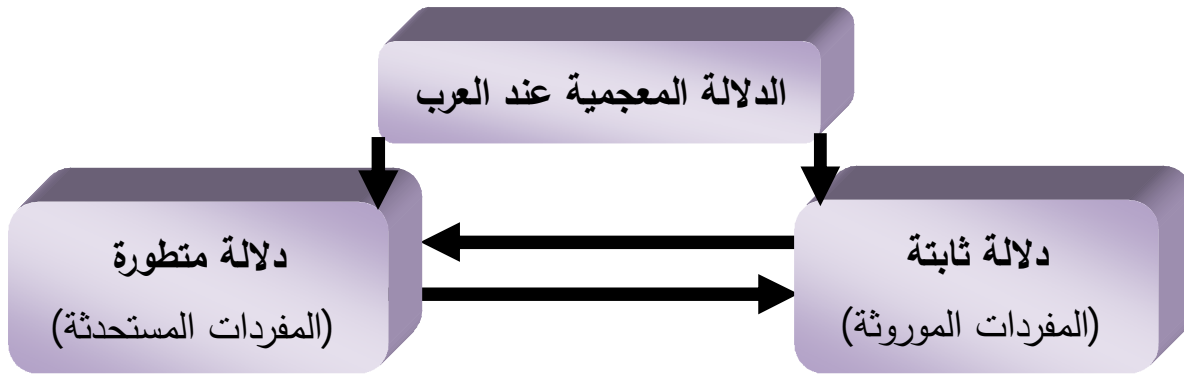 الدلالة المعجمية عند العرب
دلالة ثابتة
(المفردات الموروثة)
دلالة متطورة
(المفردات المستحدثة)